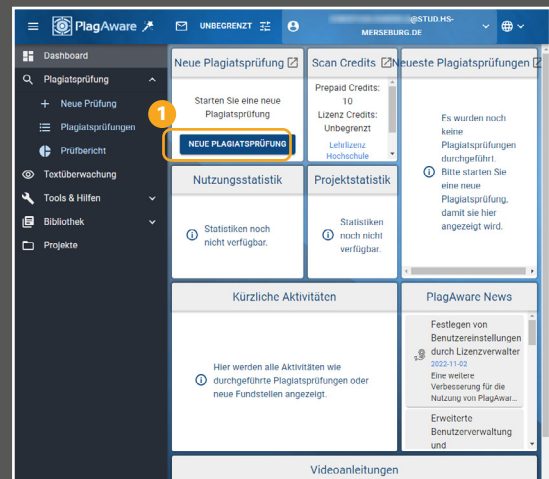 PlagAware
UNBEGRENZT
@STUD.HS-
MERSEBURG.DE
Dashboard
Plagiatsprüfung
Neue Prüfung
Plagiatsprüfungen
Prüfbericht
Textüberwachung
Tools & Hilfen
Bibliothek
Projekte
Neue Plagiatsprüfung
Starten Sie eine neue
Plagiatsprüfung
1
NEUE PLAGIATSPRÜFUNG
Scan Credits
Prepaid Credits:
10
Lizenz Credits:
Unbegrenzt
Lehrlizenz
Hochschule
Neueste Plagiatsprüfungen
Es wurden noch
keine
Plagiatsprüfungen
durchgeführt.
Bitte starten Sie
eine neue
Plagiatsprüfung,
damit sie hier
angezeigt wird.
Nutzungsstatistik
Statistiken noch
nicht verfügbar.
Projektstatistik
Statistiken
noch nicht
verfügbar.
Kürzliche Aktivitäten
Hier werden alle Aktivitäten wie
durchgeführte Plagiatsprüfungen oder
neue Fundstellen angezeigt.
PlagAware News
Festlegen von
Benutzereinstellungen
durch Lizenzverwalter
2022-11-02
Eine weitere
Verbesserung für die
Nutzung von PlagAwar...
Erweiterte
Benutzerverwaltung
und
Videoanleitungen